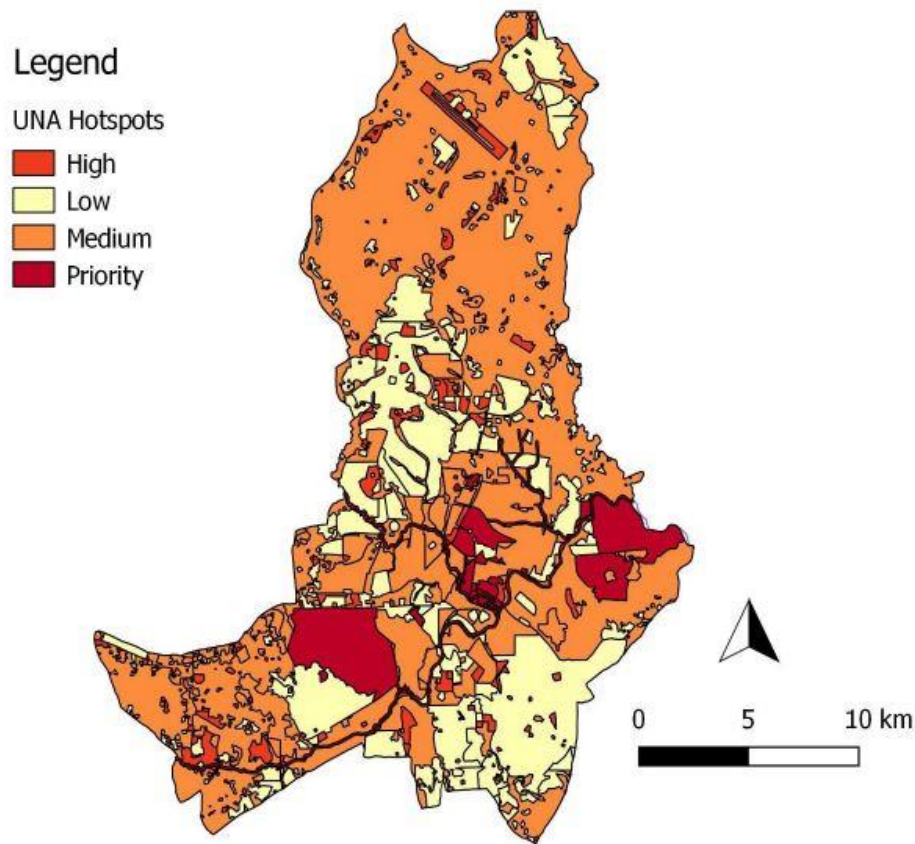 Legend
UNA Hotspots
High
Low
Medium
Priority
0 5 10 km